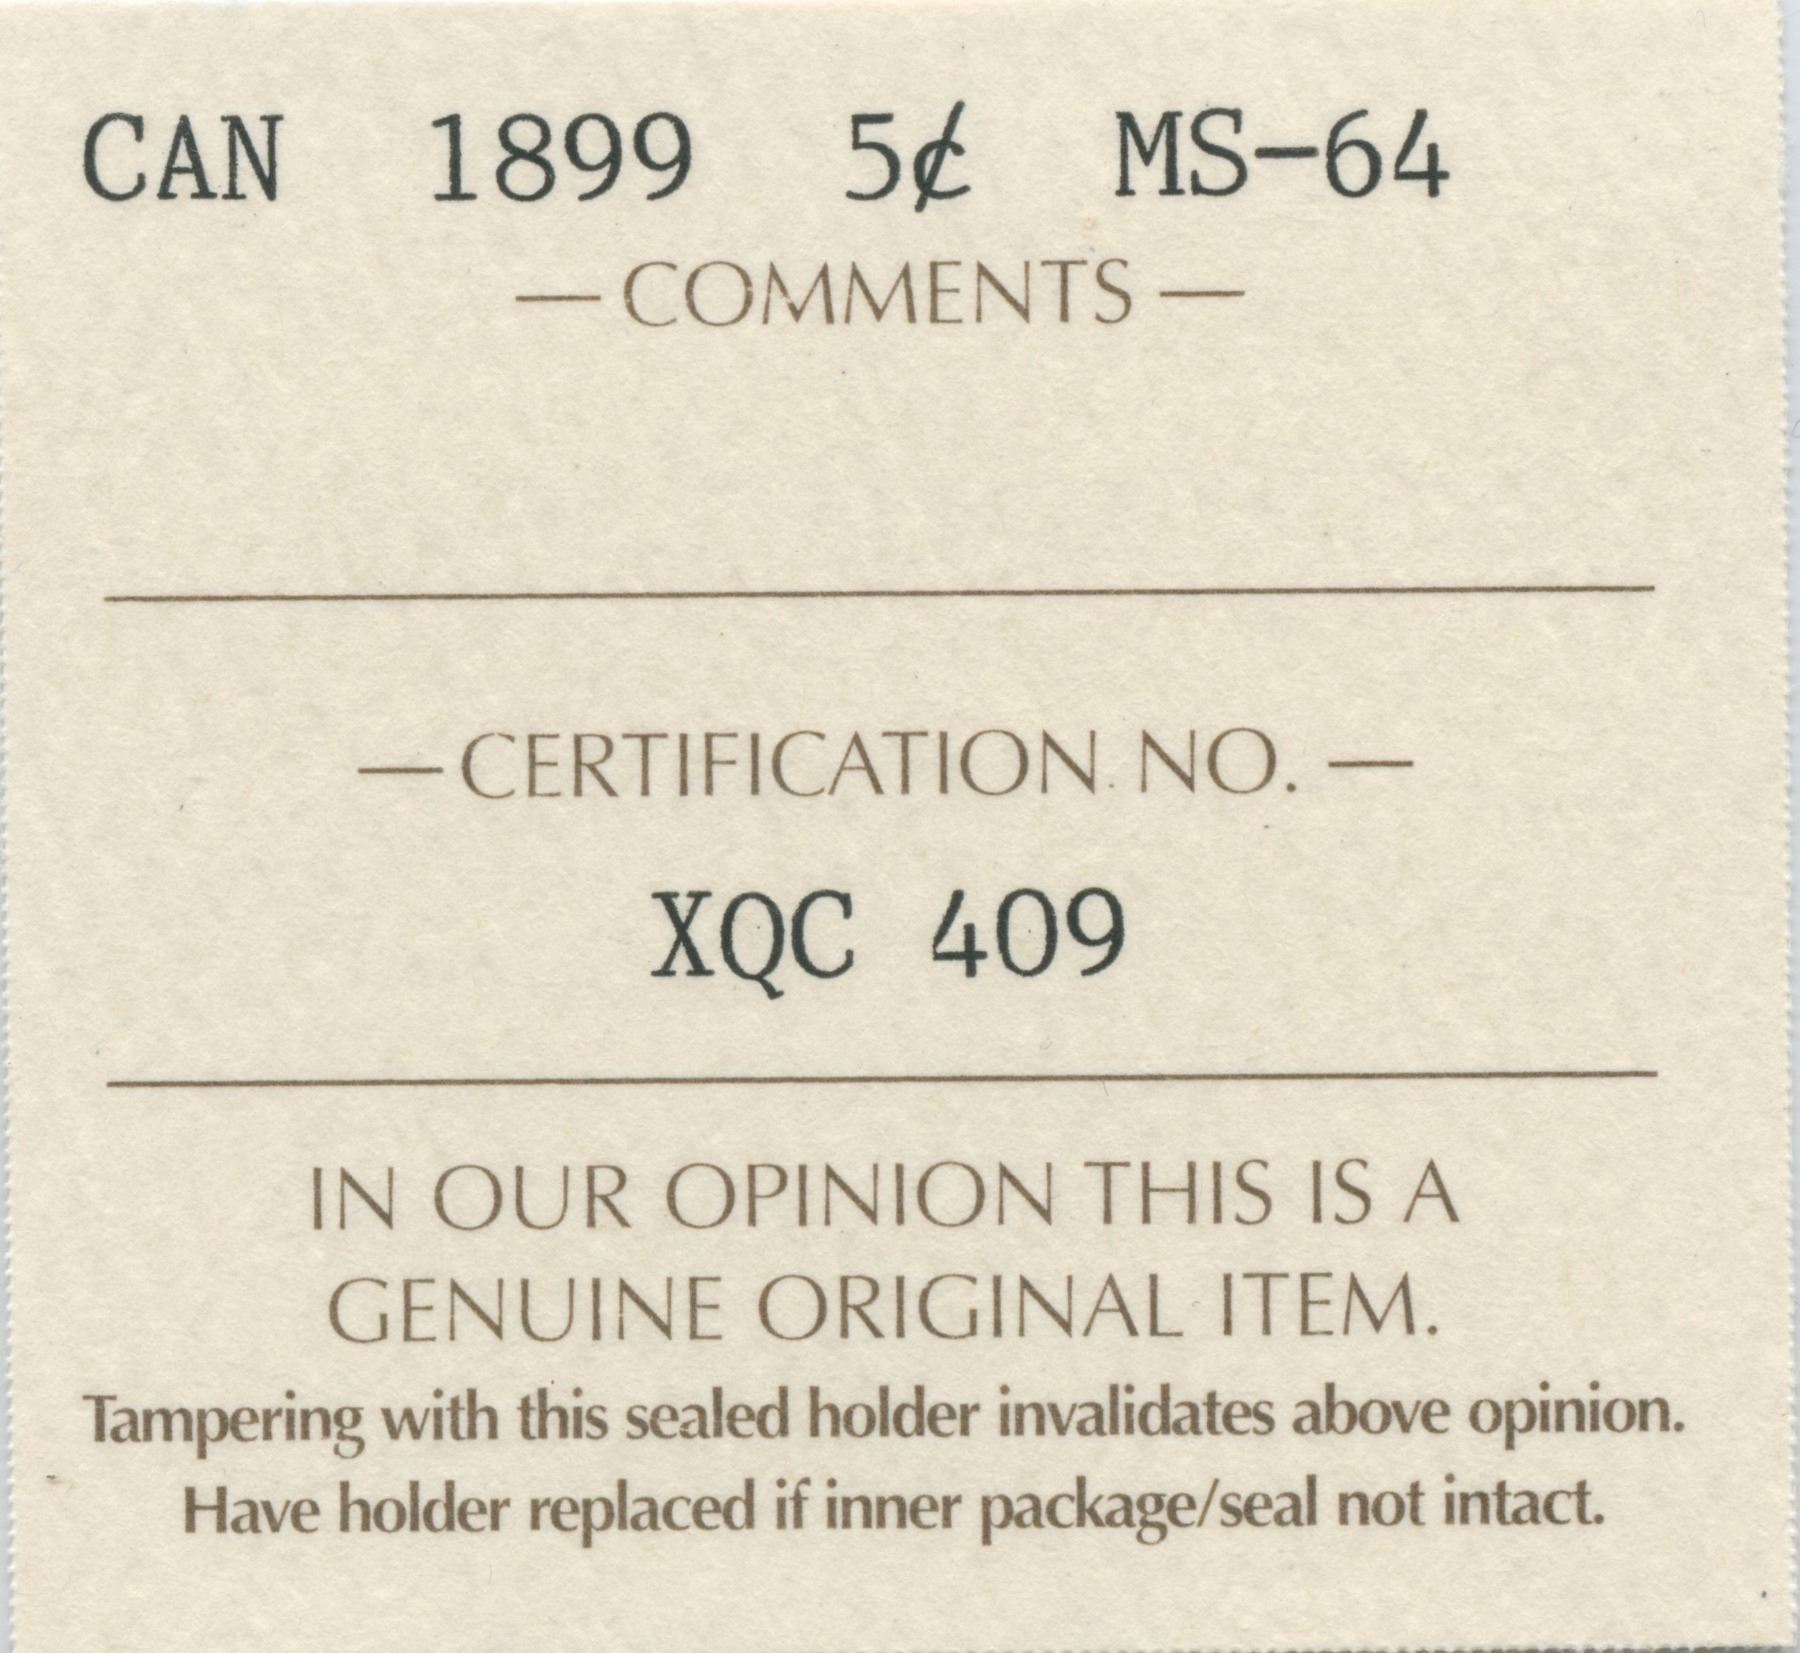 CAN 1899 5¢ MS-64
— COMMENTS —
— CERTIFICATION NO. —
XQC 409
IN OUR OPINION THIS IS A
GENUINE ORIGINAL ITEM.
Tampering with this sealed holder invalidates above opinion.
Have holder replaced if inner package/seal not intact.